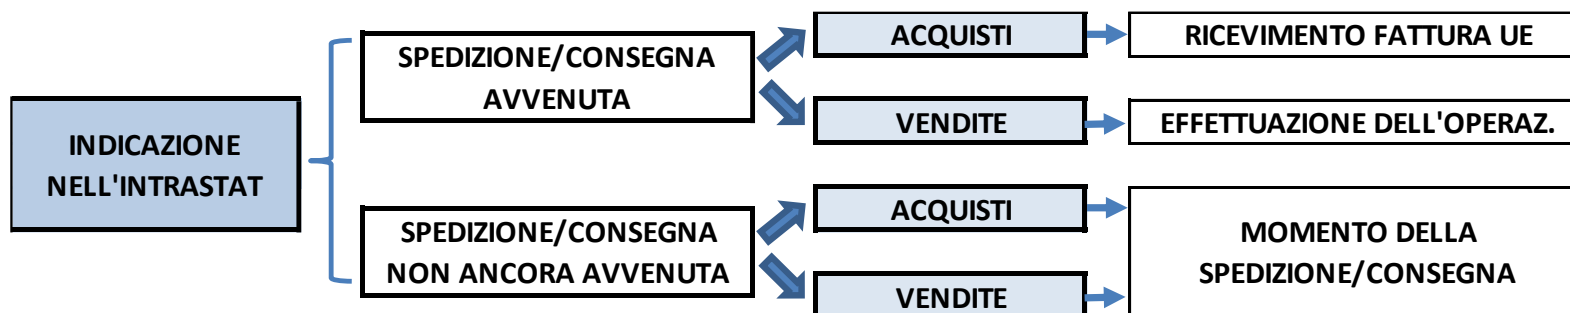 INDICAZIONE
NELL'INTRASTAT
SPEDIZIONE/CONSEGNA
AVVENUTA
ACQUISTI
RICEVIMENTO FATTURA UE
VENDITE
EFFETTUAZIONE DELL'OPERAZ.
SPEDIZIONE/CONSEGNA
NON ANCORA AVVENUTA
ACQUISTI
VENDITE
MOMENTO DELLA
SPEDIZIONE/CONSEGNA